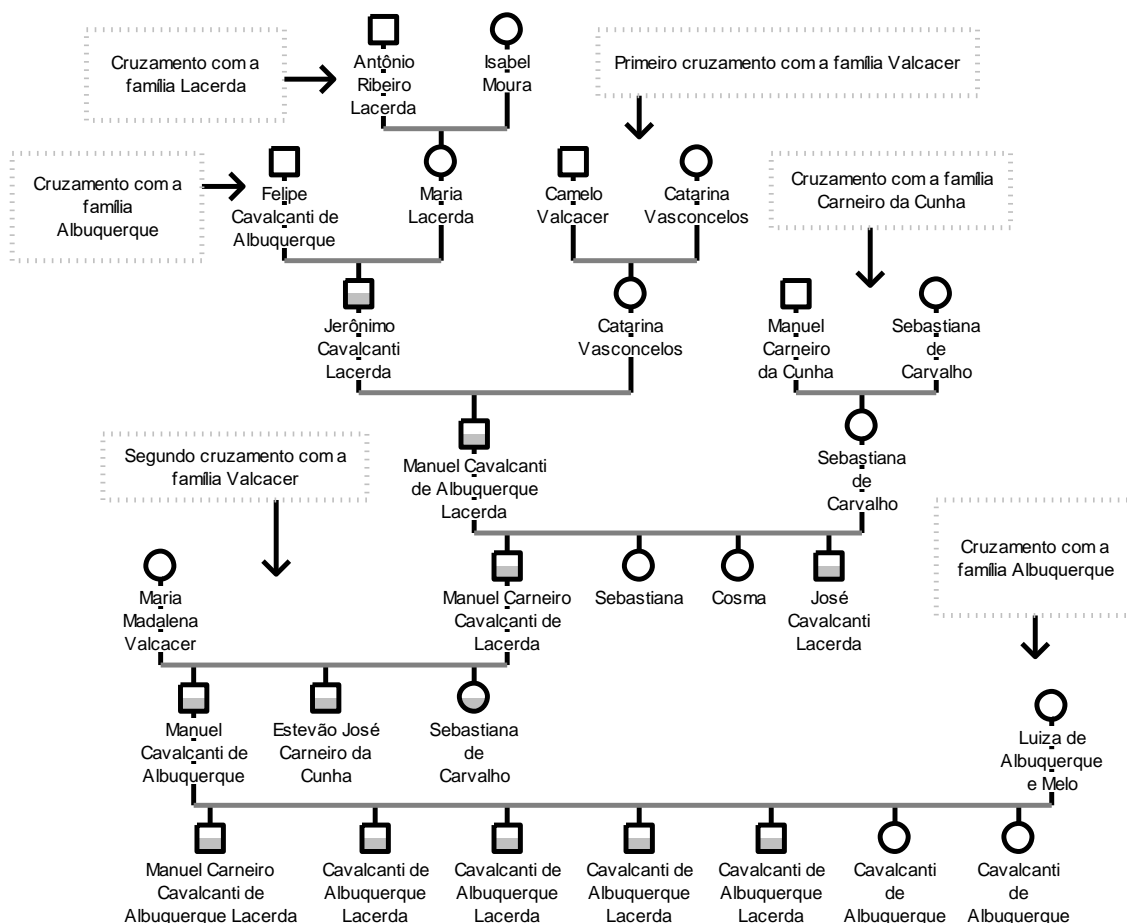 Antônio
Ribeiro
Lacerda
Isabel
Moura
Cruzamento com a
família Lacerda
Primeiro cruzamento com a família Valcacer
Cruzamento com a
família
Albuquerque
Felipe
Cavalcanti de
Albuquerque
Maria
Lacerda
Camelo
Valcacer
Catarina
Vasconcelos
Cruzamento com a família
Carneiro da Cunha
Jerônimo
Cavalcanti
Lacerda
Catarina
Vasconcelos
Manuel
Carneiro
da Cunha
Sebastiana
de
Carvalho
Segundo cruzamento com a
família Valcacer
Manuel Cavalcanti
de Albuquerque
Lacerda
Sebastiana
de
Carvalho
Cruzamento com a
família Albuquerque
Maria
Madalena
Valcacer
Manuel Carneiro
Cavalcanti de
Lacerda
Sebastiana
Cosma
José
Cavalcanti
Lacerda
Manuel
Cavalcanti de
Albuquerque
Estevão José
Carneiro da
Cunha
Sebastiana
de
Carvalho
Luiza de
Albuquerque
e Melo
Manuel Carneiro
Cavalcanti de
Albuquerque Lacerda
Cavalcanti de
Albuquerque
Lacerda
Cavalcanti de
Albuquerque
Lacerda
Cavalcanti de
Albuquerque
Lacerda
Cavalcanti de
Albuquerque
Lacerda
Cavalcanti
de
Albuquerque
Cavalcanti
de
Albuquerque